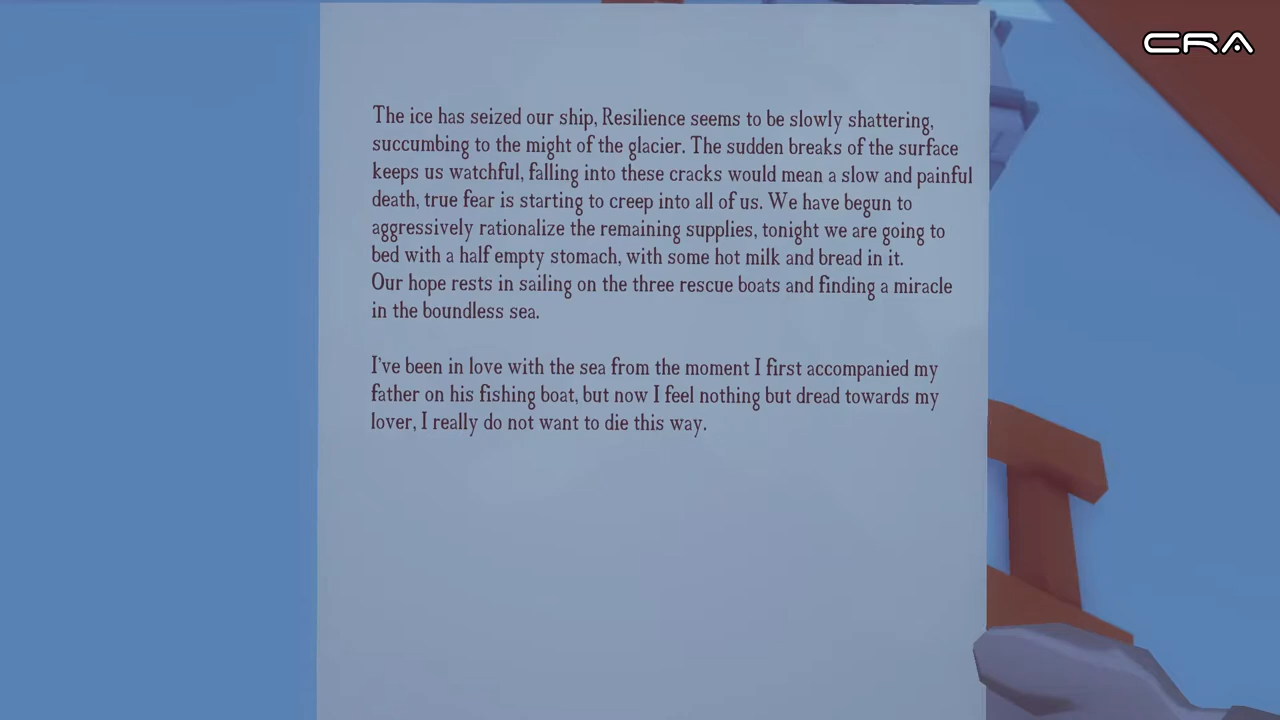 CRA
The ice has seized our ship, Resilience seems to be slowly shattering,
succumbing to the might of the glacier. The sudden breaks of the surface
keeps us watchful, falling into these cracks would mean a slow and painful
death, true fear is starting to creep into all of us. We have begun to
aggressively rationalize the remaining supplies, tonight we are going to
bed with a half empty stomach, with some hot milk and bread in it.
Our hope rests in sailing on the three rescue boats and finding a miracle
in the boundless sea.
I've been in love with the sea from the moment I first accompanied my
father on his fishing boat, but now I feel nothing but dread towards my
lover, I really do not want to die this way.